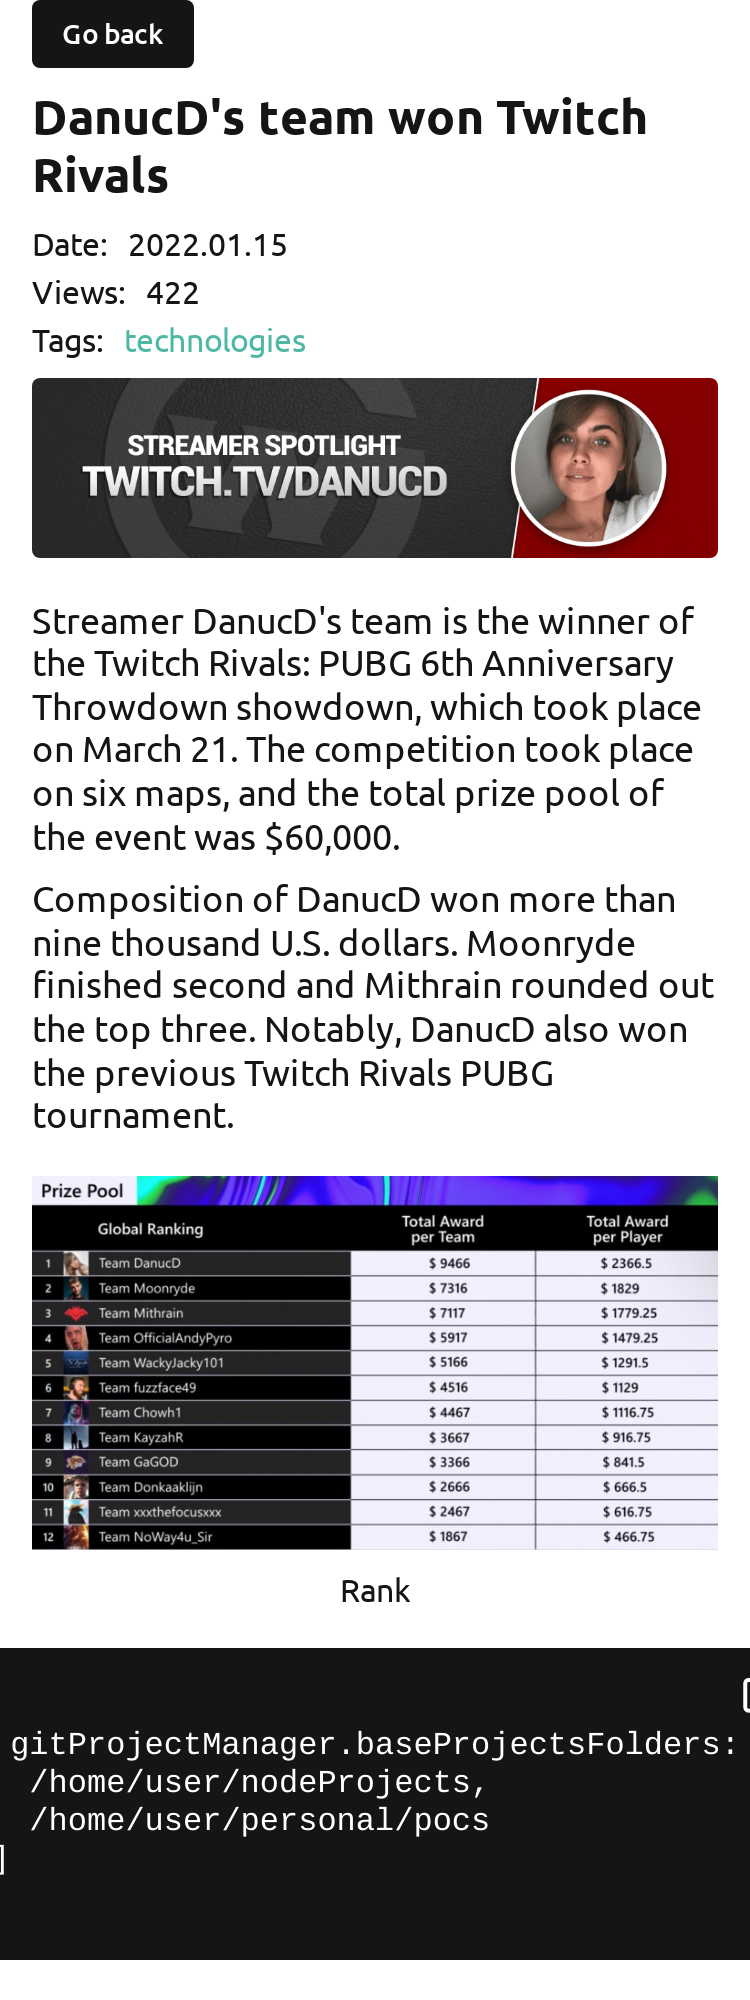 Go back
DanucD's team won Twitch
Rivals
Date: 2022.01.15
Views: 422
Tags: technologies
STREAMER SPOTLIGHT
TWITCH.TV/DANUCD
Streamer DanucD's team is the winner of
the Twitch Rivals: PUBG 6th Anniversary
Throwdown showdown, which took place
on March 21. The competition took place
on six maps, and the total prize pool of
the event was $60,000.
Composition of DanucD won more than
nine thousand U.S. dollars. Moonryde
finished second and Mithrain rounded out
the top three. Notably, DanucD also won
the previous Twitch Rivals PUBG
tournament.
Prize Pool
Global Ranking Total Award per Team Total Award per Player
1 Team DanucD $ 9466 $ 2366.5
2 Team Moonryde $ 7316 $ 1829
3 Team Mithrain $ 7117 $ 1779.25
4 Team OfficialAndyPyro $ 5917 $ 1479.25
5 Team WackyJacky101 $ 5166 $ 1291.5
6 Team fuzzface49 $ 4516 $ 1129
7 Team Chowh1 $ 4467 $ 1116.75
8 Team KayzahR $ 3667 $ 916.75
9 Team GaGOD $ 3366 $ 841.5
10 Team Donkaaklijn $ 2666 $ 666.5
11 Team xxxthefocusxxx $ 2467 $ 616.75
12 Team NoWay4u_Sir $ 1867 $ 466.75
Rank
gitProjectManager.baseProjectsFolders:
/home/user/nodeProjects,
/home/user/personal/pocs
]